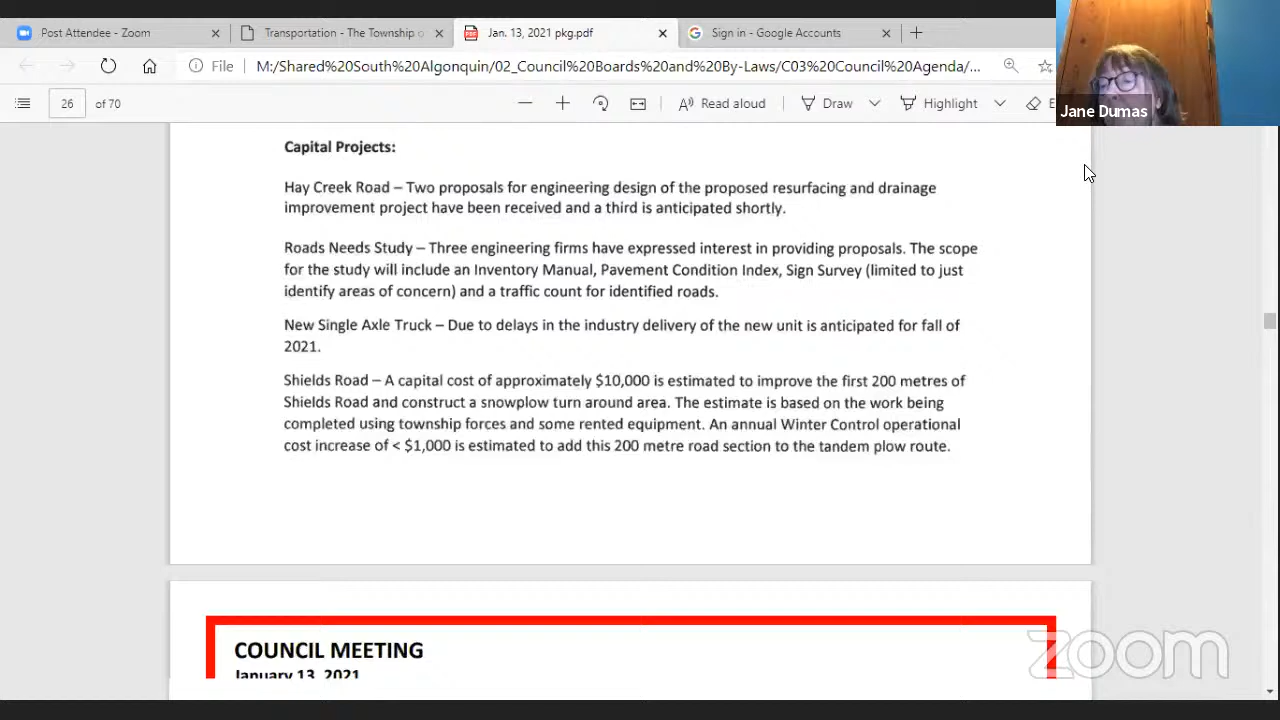 Post Attendee - Zoom
Transportation - The Township o
Jan. 13, 2021 pkg.pdf
Sign in - Google Accounts
File
M:/Shared%20South%20Algonquin/02_Council%20Boards%20and%20By-Laws/C03%20Council%20Agenda/...
26 of 70
Read aloud
Draw
Highlight
E
Jane Dumas
Capital Projects:
Hay Creek Road – Two proposals for engineering design of the proposed resurfacing and drainage
improvement project have been received and a third is anticipated shortly.
Roads Needs Study – Three engineering firms have expressed interest in providing proposals. The scope
for the study will include an Inventory Manual, Pavement Condition Index, Sign Survey (limited to just
identify areas of concern) and a traffic count for identified roads.
New Single Axle Truck – Due to delays in the industry delivery of the new unit is anticipated for fall of
2021.
Shields Road – A capital cost of approximately $10,000 is estimated to improve the first 200 metres of
Shields Road and construct a snowplow turn around area. The estimate is based on the work being
completed using township forces and some rented equipment. An annual Winter Control operational
cost increase of < $1,000 is estimated to add this 200 metre road section to the tandem plow route.
COUNCIL MEETING
January 13, 2021
zoom